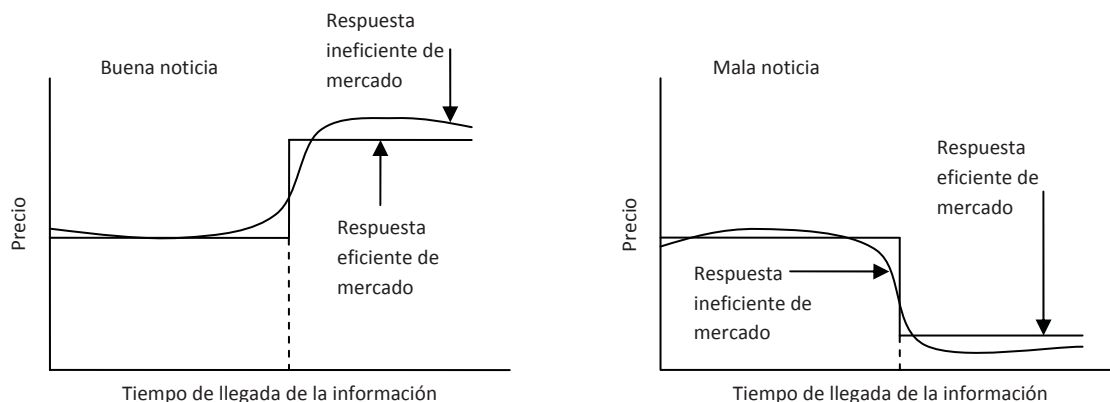 Buena noticia
Respuesta
ineficiente de
mercado
Precio
Respuesta
eficiente de
mercado
Tiempo de llegada de la información
Mala noticia
Respuesta
eficiente de
mercado
Precio
Respuesta
ineficiente de
mercado
Tiempo de llegada de la información